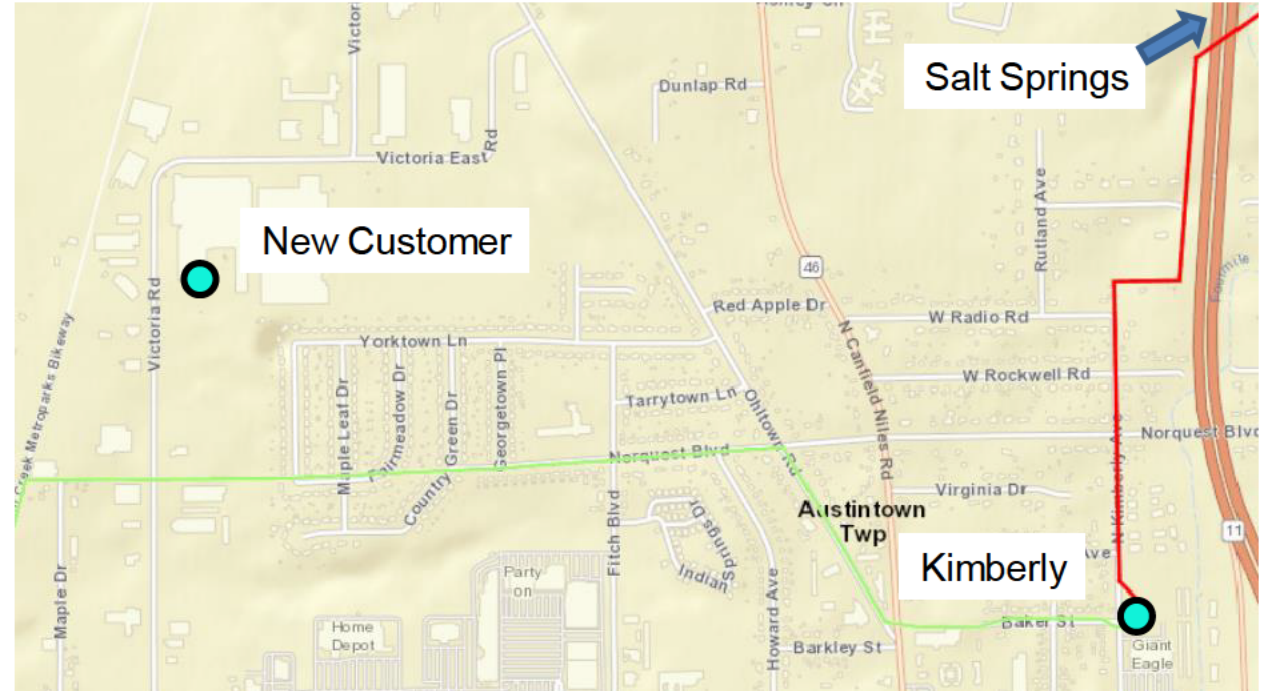 Salt Springs
Dunlap Rd
Victoria East Rd
New Customer
Rutland Ave
46
Victoria Rd
Red Apple Dr
W Radio Rd
N Canfield Niles Rd
Yorktown Ln
Maple Leaf Dr
Green Dr
Georgetown Pl
Country
W Rockwell Rd
Tarrytown Ln
Ohltown Rd
Creek Metroparks Bikeway
Norquest Blvd
Norquest Blvd
N Kimberly Ave
Virginia Dr
Austintown
Twp
11
Kimberly
Ave
Fitch Blvd
Indian
Springs Dr
Party
on
Howard Ave
Maple Dr
Home
Depot
Baker St
Barkley St
Giant
Eagle